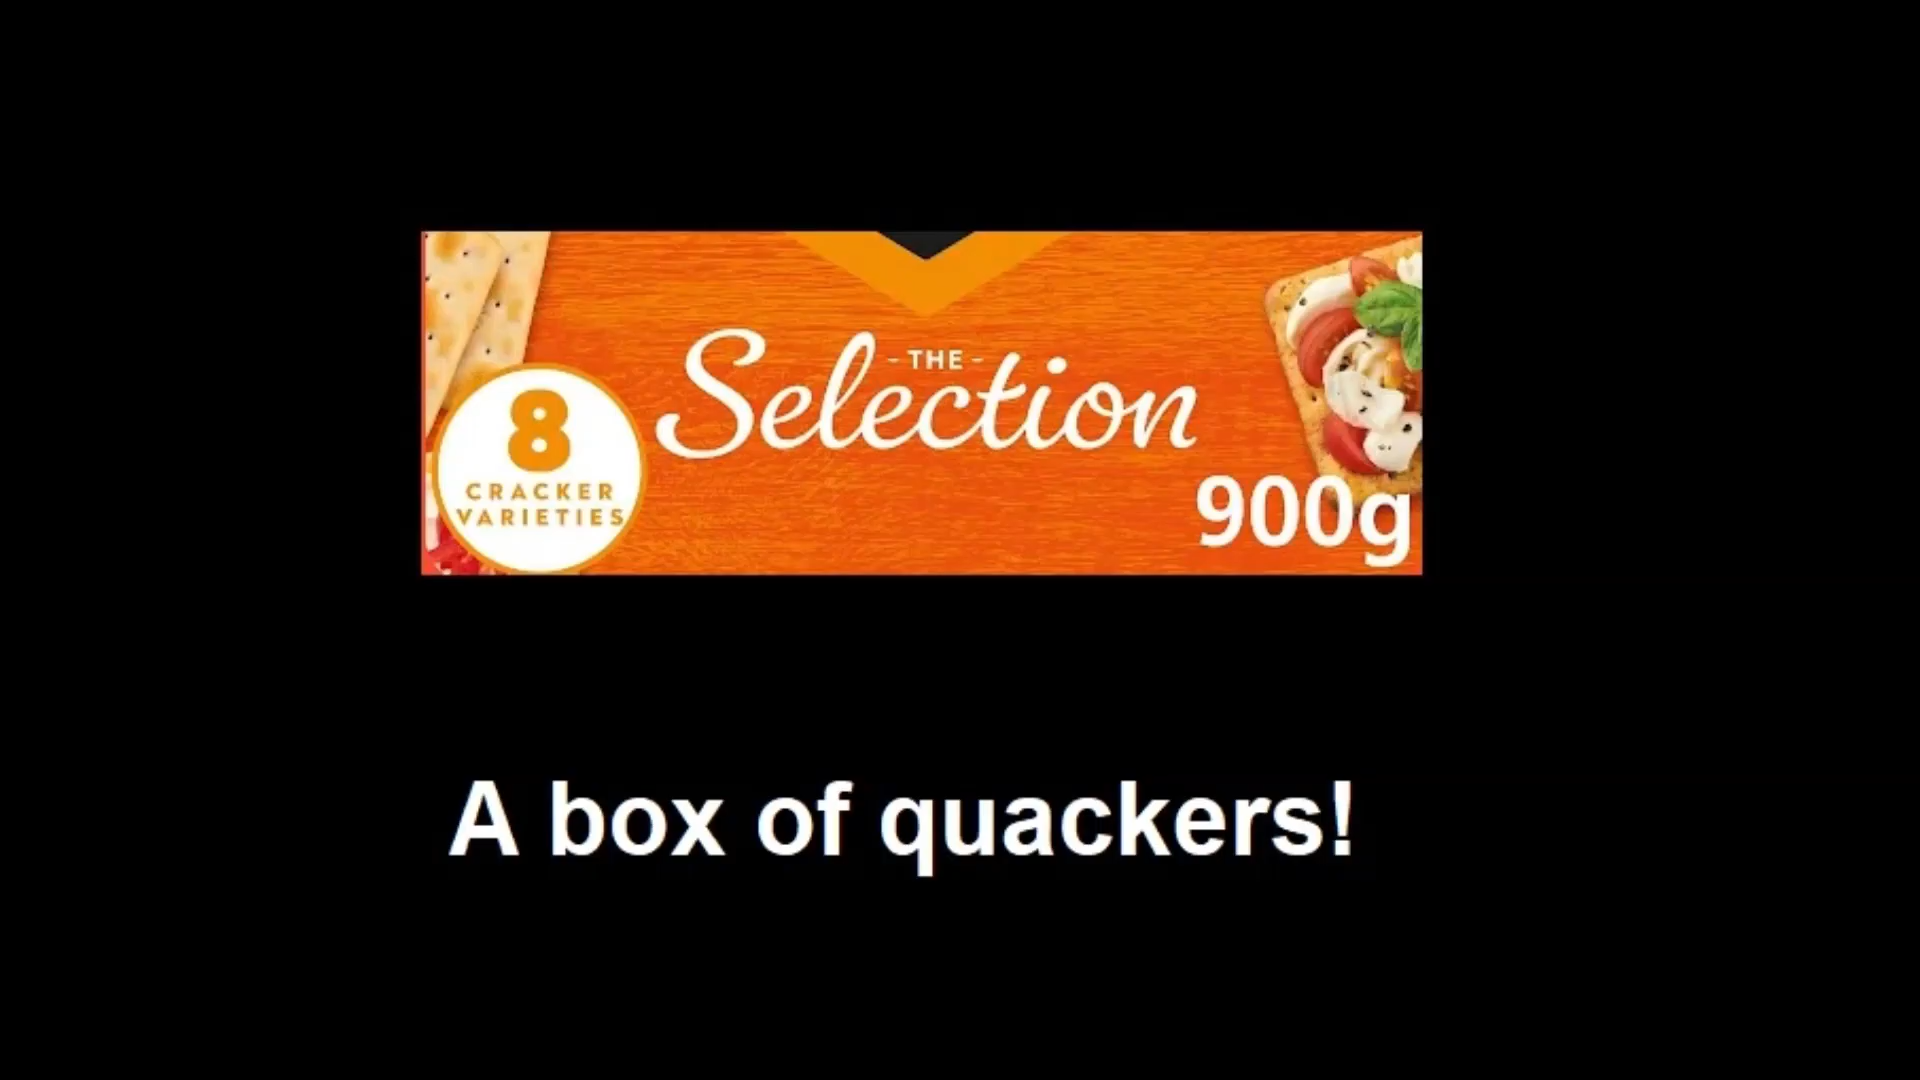 - THE -
Selection
8
CRACKER
VARIETIES
900g
A box of quackers!